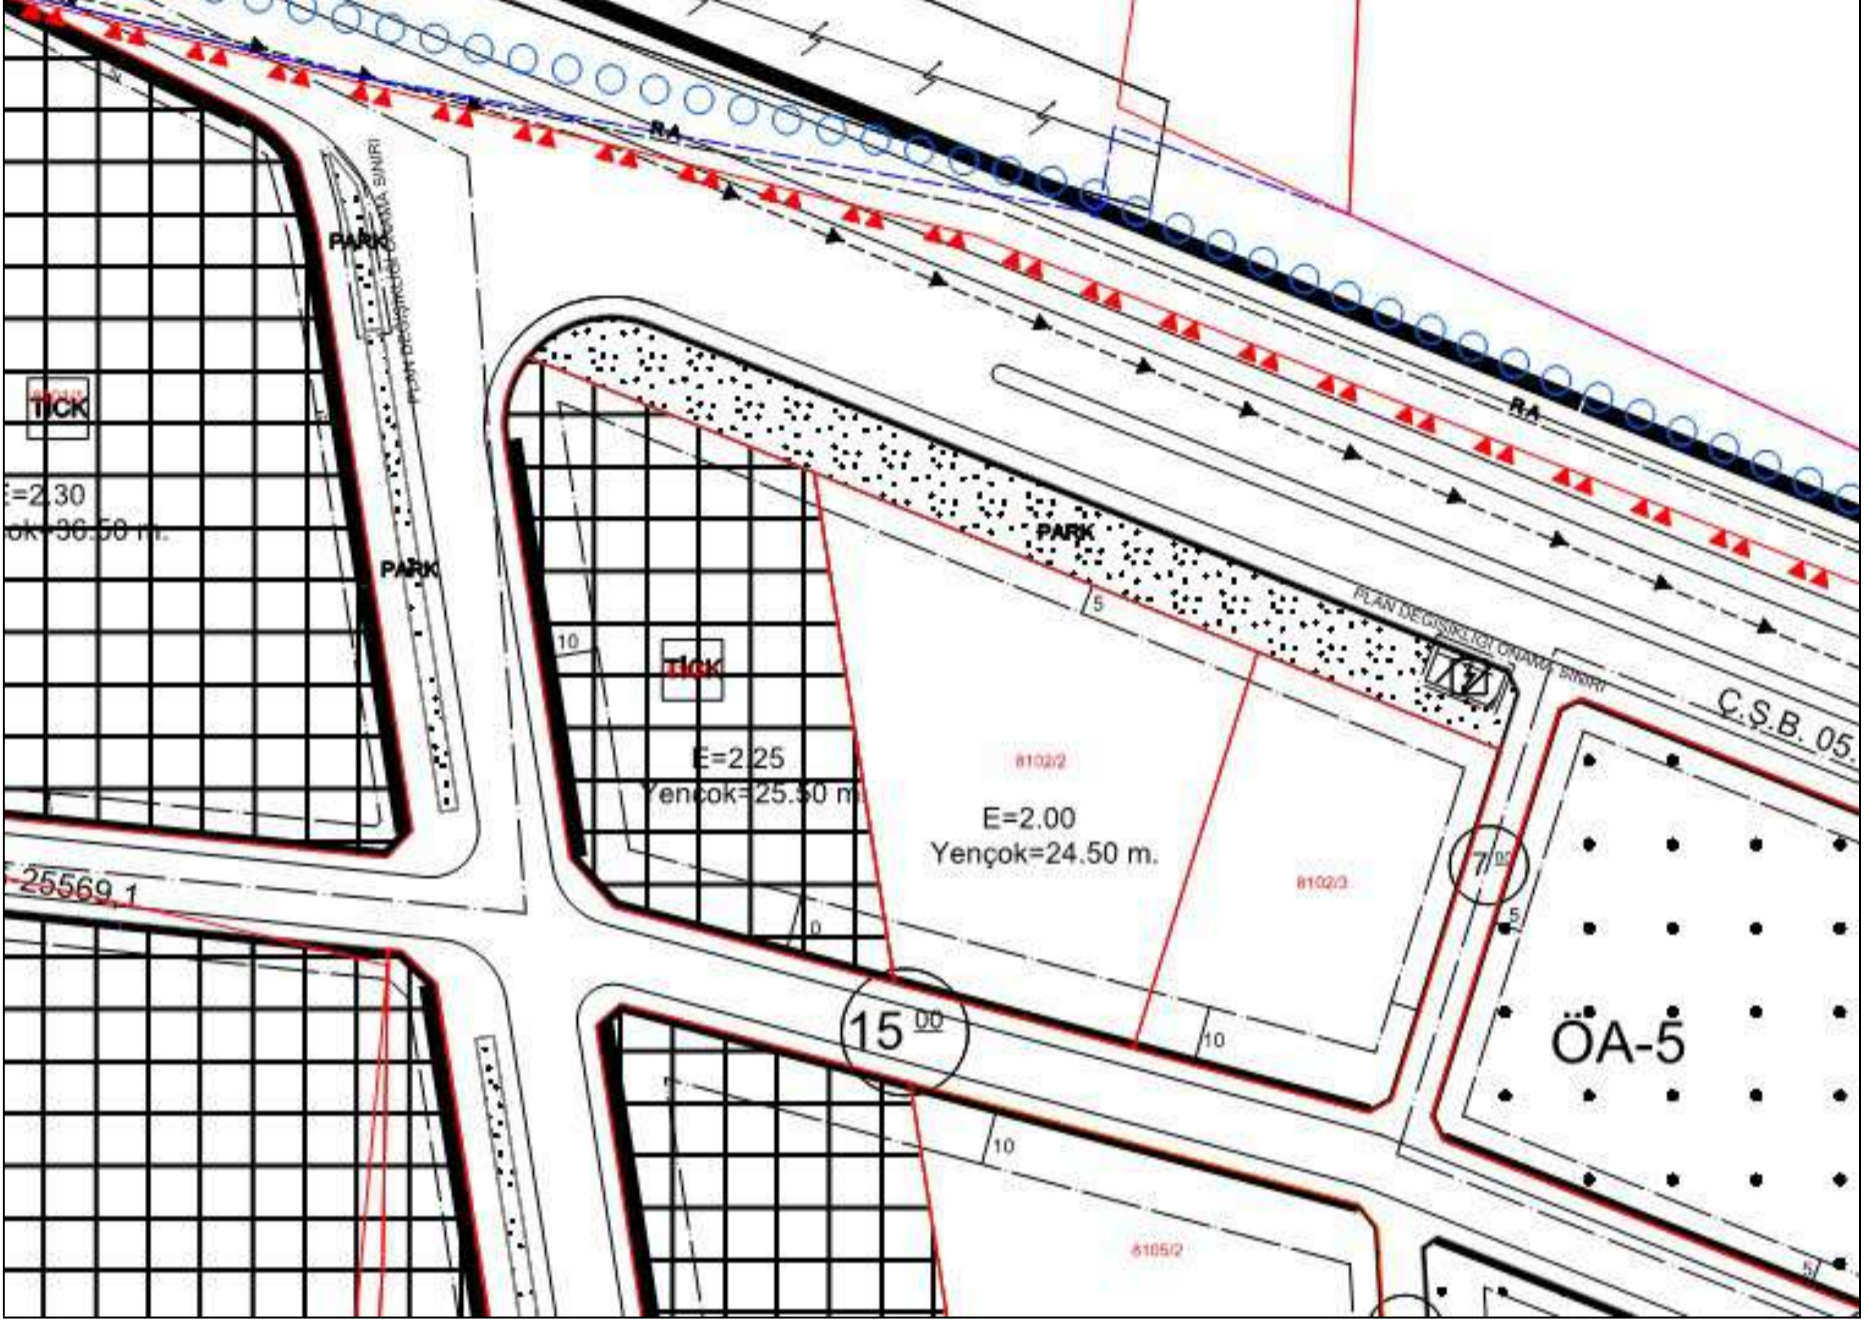 RA
PLAN DEĞİŞİKLİĞİ ONAMA SINIRI
PARK
TİCK
E=2.30
36.50 m.
RA
PARK
PARK
5
PLAN DEĞİŞİKLİĞİ ONAMA SINIRI
10
TİCK
Ç.Ş.B. 05.
E=2.25
Yençok=25.50 m.
8102/2
E=2.00
Yençok=24.50 m.
8102/3
7.00
25569,1
5
15 00
10
ÖA-5
10
8105/2
5